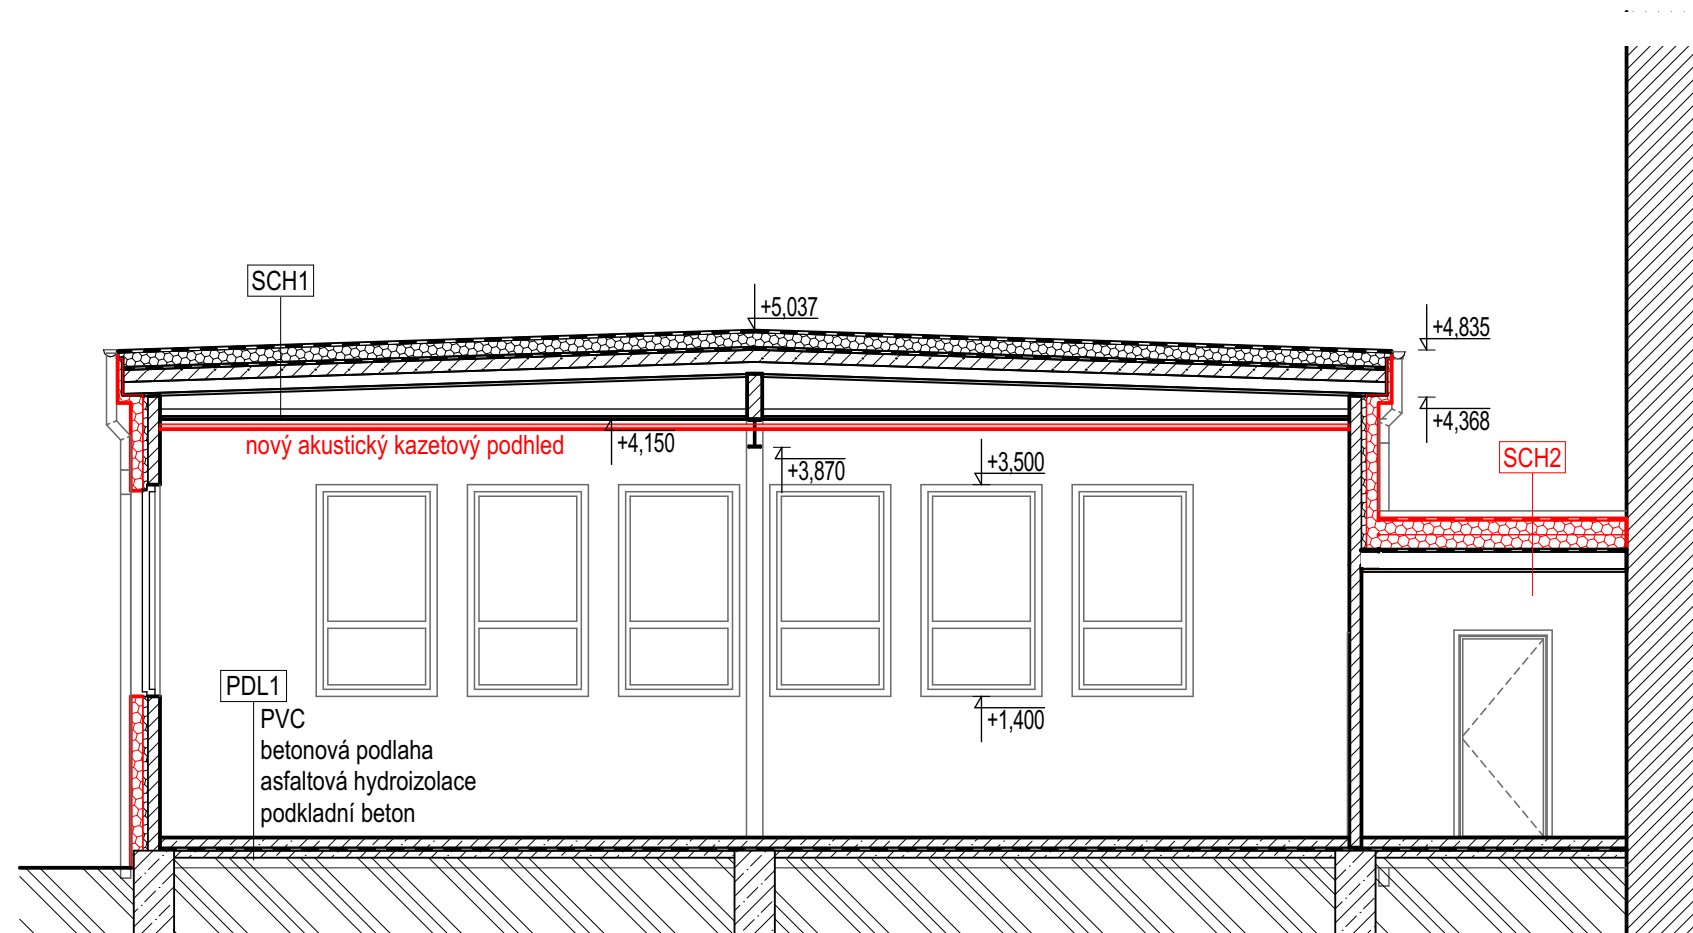 SCH1
+5,037
+4,835
nový akustický kazetový podhled
+4,150
+3,870
+3,500
+4,368
SCH2
PDL1
PVC
betonová podlaha
asfaltová hydroizolace
podkladní beton
+1,400